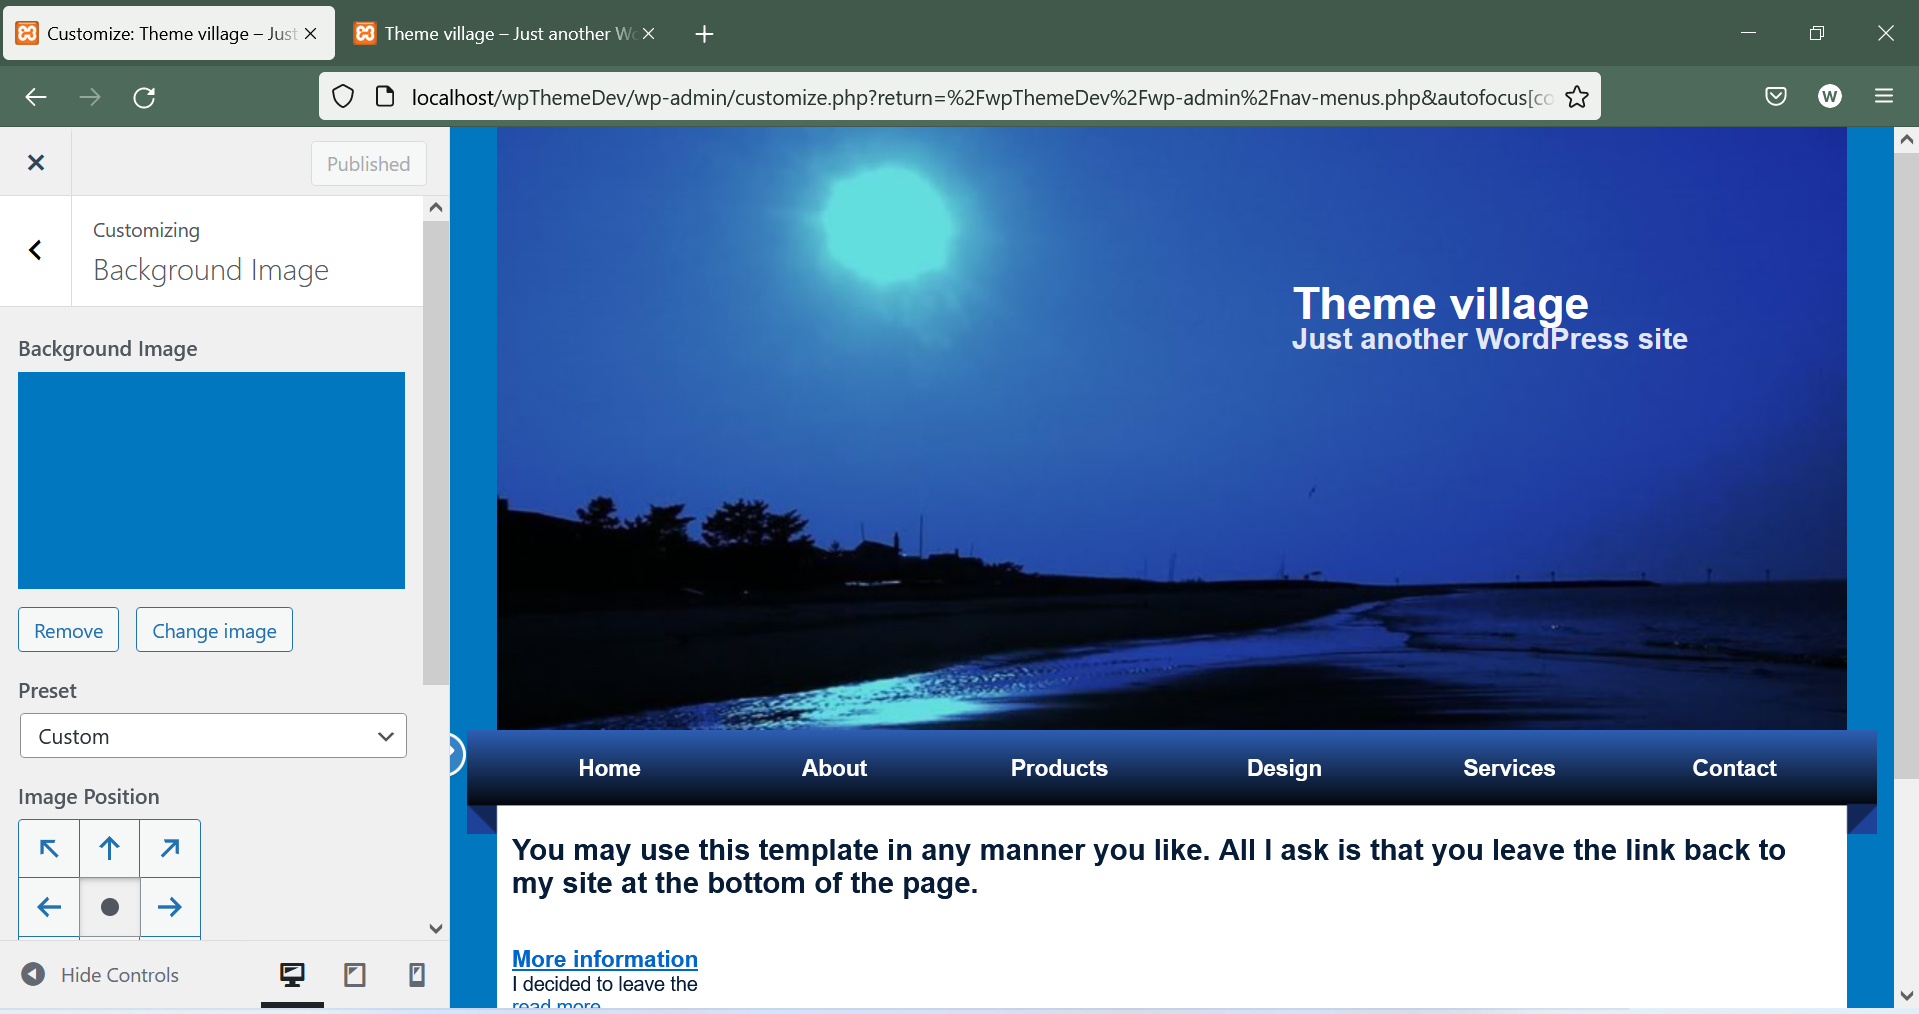 Customize: Theme village – Just
Theme village – Just another Wo
localhost/wpThemeDev/wp-admin/customize.php?return=%2FwpThemeDev%2Fwp-admin%2Fnav-menus.php&autofocus[co
W
Published
Customizing
Background Image
Background Image
Remove
Change image
Preset
Custom
Image Position
Hide Controls
Theme village
Just another WordPress site
Home About Products Design Services Contact
You may use this template in any manner you like. All I ask is that you leave the link back to
my site at the bottom of the page.
More information
I decided to leave the
read more